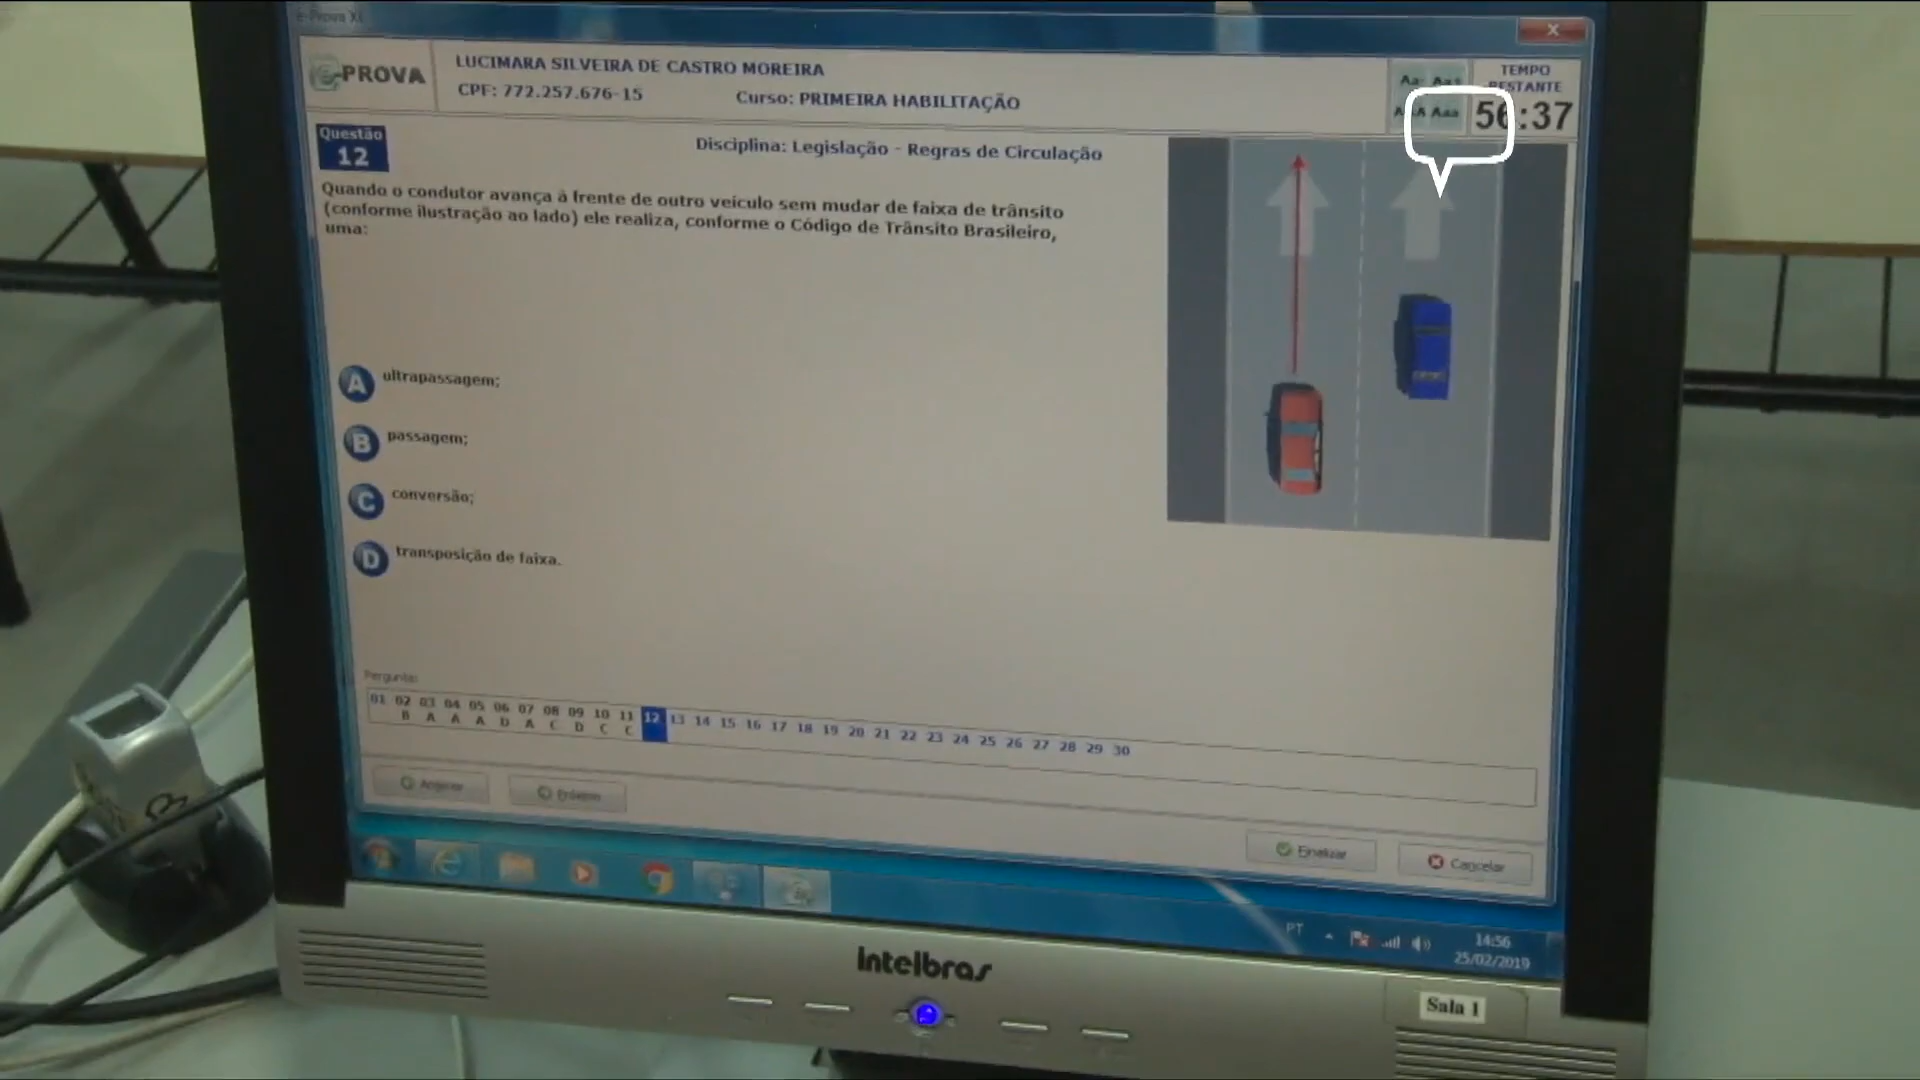 e-Prova XL
e-PROVA
LUCIMARA SILVEIRA DE CASTRO MOREIRA
CPF: 772.257.676-15
Curso: PRIMEIRA HABILITAÇÃO
TEMPO
RESTANTE
56:37
Questão
12
Disciplina: Legislação - Regras de Circulação
Quando o condutor avança à frente de outro veículo sem mudar de faixa de trânsito
(conforme ilustração ao lado) ele realiza, conforme o Código de Trânsito Brasileiro,
uma:
A ultrapassagem;
B passagem;
C conversão;
D transposição de faixa.
Perguntas
01 02 03 04 05 06 07 08 09 10 11 12 13 14 15 16 17 18 19 20 21 22 23 24 25 26 27 28 29 30
B A A A D A C D C C
Anterior
Próximo
Finalizar
Cancelar
PT
14:56
25/02/2019
intelbras
Sala 1